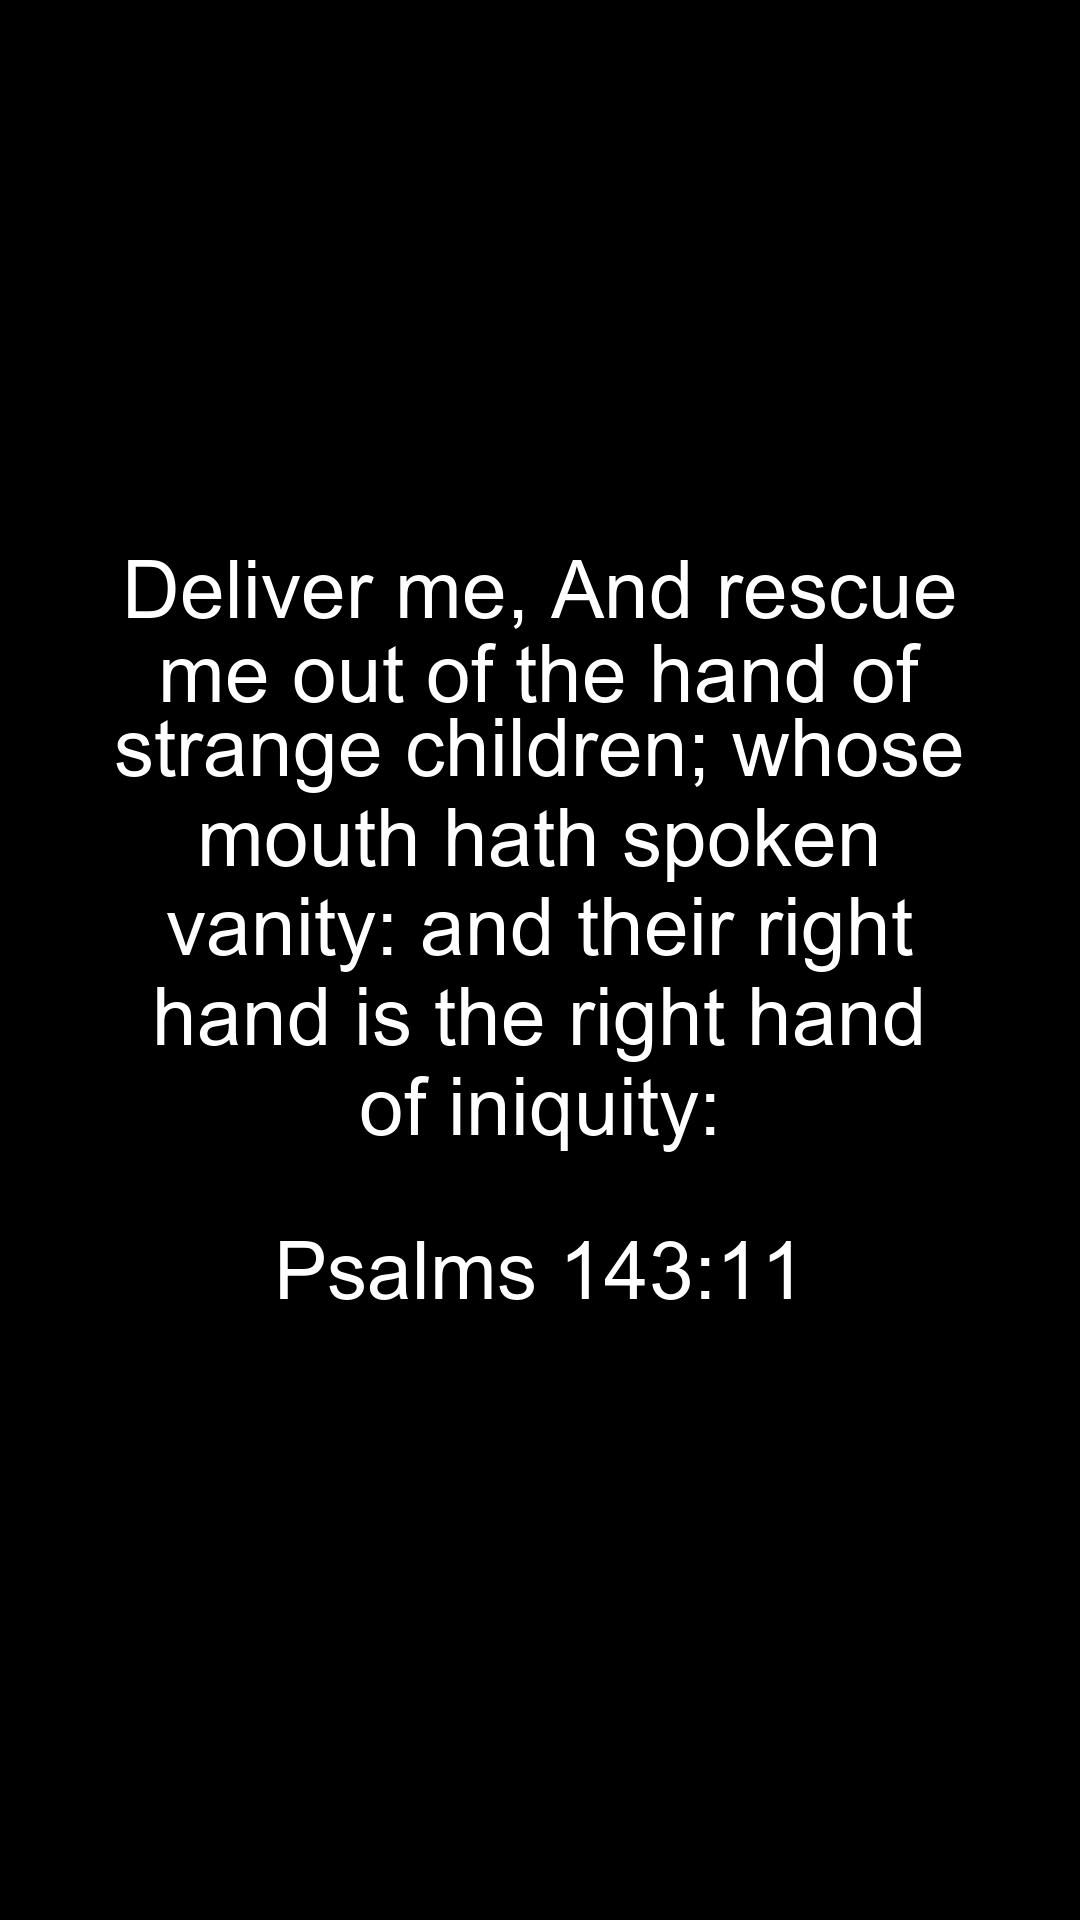 Deliver me, And rescue
me out of the hand of
strange children; whose
mouth hath spoken
vanity: and their right
hand is the right hand
of iniquity:
Psalms 143:11